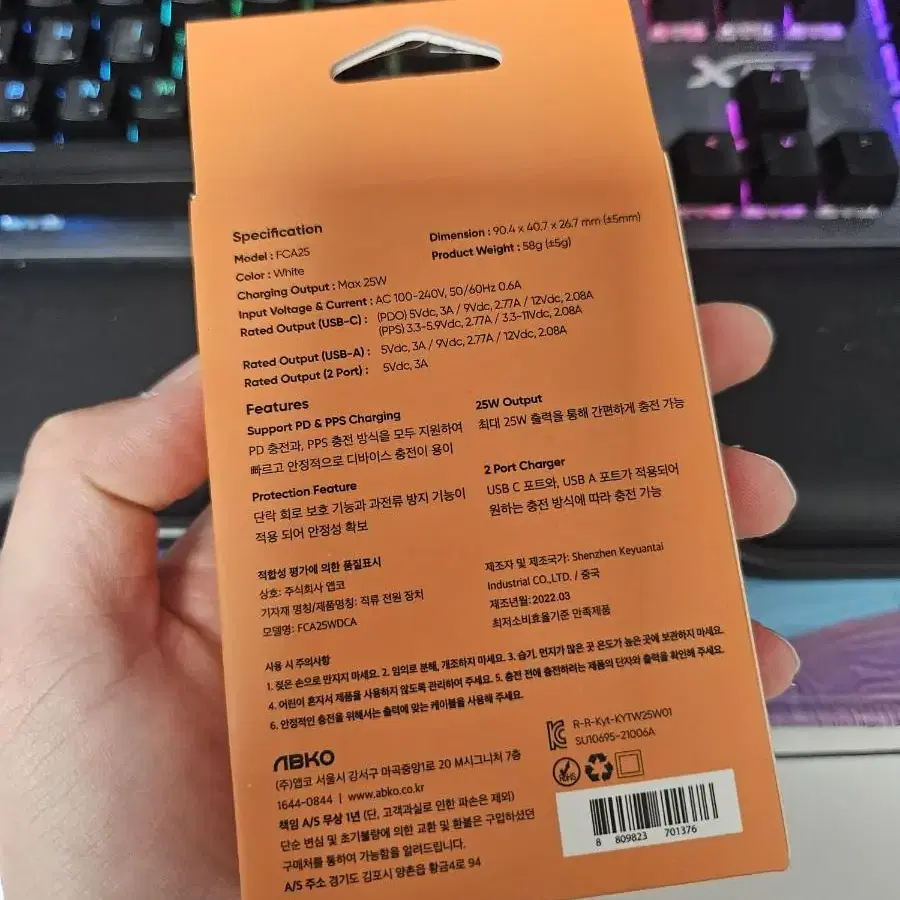 Specification
Model : FCA25
Color : White
Charging Output : Max 25W
Dimension : 90.4 x 40.7 x 26.7 mm (±5mm)
Product Weight : 58g (±5g)
Input Voltage & Current : AC 100-240V, 50/60Hz 0.6A
Rated Output (USB-C) : (PDO) 5Vdc, 3A / 9Vdc, 2.77A / 12Vdc, 2.08A
(PPS) 3.3-5.9Vdc, 2.77A / 3.3-11Vdc, 2.08A
Rated Output (USB-A) : 5Vdc, 3A / 9Vdc, 2.77A / 12Vdc, 2.08A
Rated Output (2 Port) : 5Vdc, 3A
Features
Support PD & PPS Charging
PD 충전과, PPS 충전 방식을 모두 지원하여
빠르고 안정적으로 디바이스 충전이 용이
25W Output
최대 25W 출력을 통해 간편하게 충전 가능
Protection Feature
단락 회로 보호 기능과 과전류 방지 기능이
적용 되어 안정성 확보
2 Port Charger
USB C 포트와, USB A 포트가 적용되어
원하는 충전 방식에 따라 충전 가능
적합성 평가에 의한 품질표시
상호: 주식회사 앱코
기자재 명칭/제품명칭: 직류 전원 장치
모델명: FCA25WDCA
제조자 및 제조국가: Shenzhen Keyuantai
Industrial CO.,LTD. / 중국
제조년월: 2022.03
최저소비효율기준 만족제품
사용 시 주의사항
1. 젖은 손으로 만지지 마세요. 2. 임의로 분해, 개조하지 마세요. 3. 습기, 먼지가 많은 곳 온도가 높은 곳에 보관하지 마세요.
4. 어린이 혼자서 제품을 사용하지 않도록 관리하여 주세요. 5. 충전 전에 충전하려는 제품의 단자와 출력을 확인해 주세요.
6. 안정적인 충전을 위해서는 출력에 맞는 케이블을 사용해 주세요.
ABKO
(주)앱코 서울시 강서구 마곡중앙1로 20 M시그니처 7층
1644-0844 | www.abko.co.kr
책임 A/S 무상 1년 (단, 고객과실로 인한 파손은 제외)
단순 변심 및 초기불량에 의한 교환 및 환불은 구입하셨던
구매처를 통하여 가능함을 알려드립니다.
A/S 주소 경기도 김포시 양촌읍 황금4로 94
R-R-Kyt-KYTW25W01
SU10695-21006A
RoHS
8 809823 701376